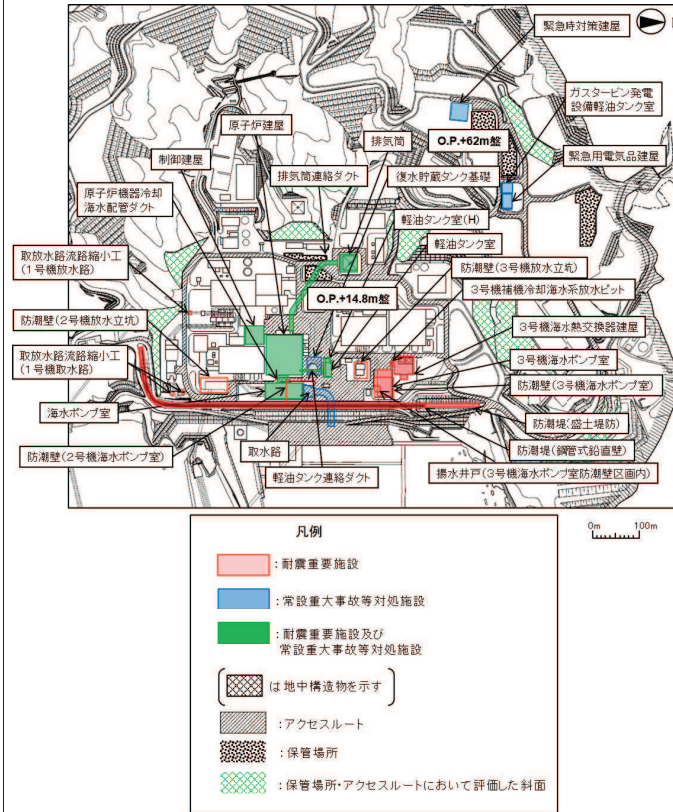 緊急時対策建屋
ガスタービン発電
設備軽油タンク室
原子炉建屋
排気筒
O.P.+62m盤
緊急用電気品建屋
制御建屋
排気筒連絡ダクト
復水貯蔵タンク基礎
原子炉機器冷却
海水配管ダクト
軽油タンク室(H)
軽油タンク室
取放水路流路縮小工
(1号機放水路)
防潮壁(3号機放水立坑)
O.P.+14.8m盤
3号機補機冷却海水系放水ピット
防潮壁(2号機放水立坑)
3号機海水熱交換器建屋
取放水路流路縮小工
(1号機取水路)
3号機海水ポンプ室
防潮壁(3号機海水ポンプ室)
海水ポンプ室
防潮堤(盛土堤防)
防潮壁(2号機海水ポンプ室)
取水路
防潮堤(鋼管式鉛直壁)
軽油タンク連絡ダクト
揚水井戸(3号機海水ポンプ室防潮壁区画内)
0m 100m
凡例
:耐震重要施設
:常設重大事故等対処施設
:耐震重要施設及び
常設重大事故等対処施設
は地中構造物を示す
:アクセスルート
:保管場所
:保管場所・アクセスルートにおいて評価した斜面